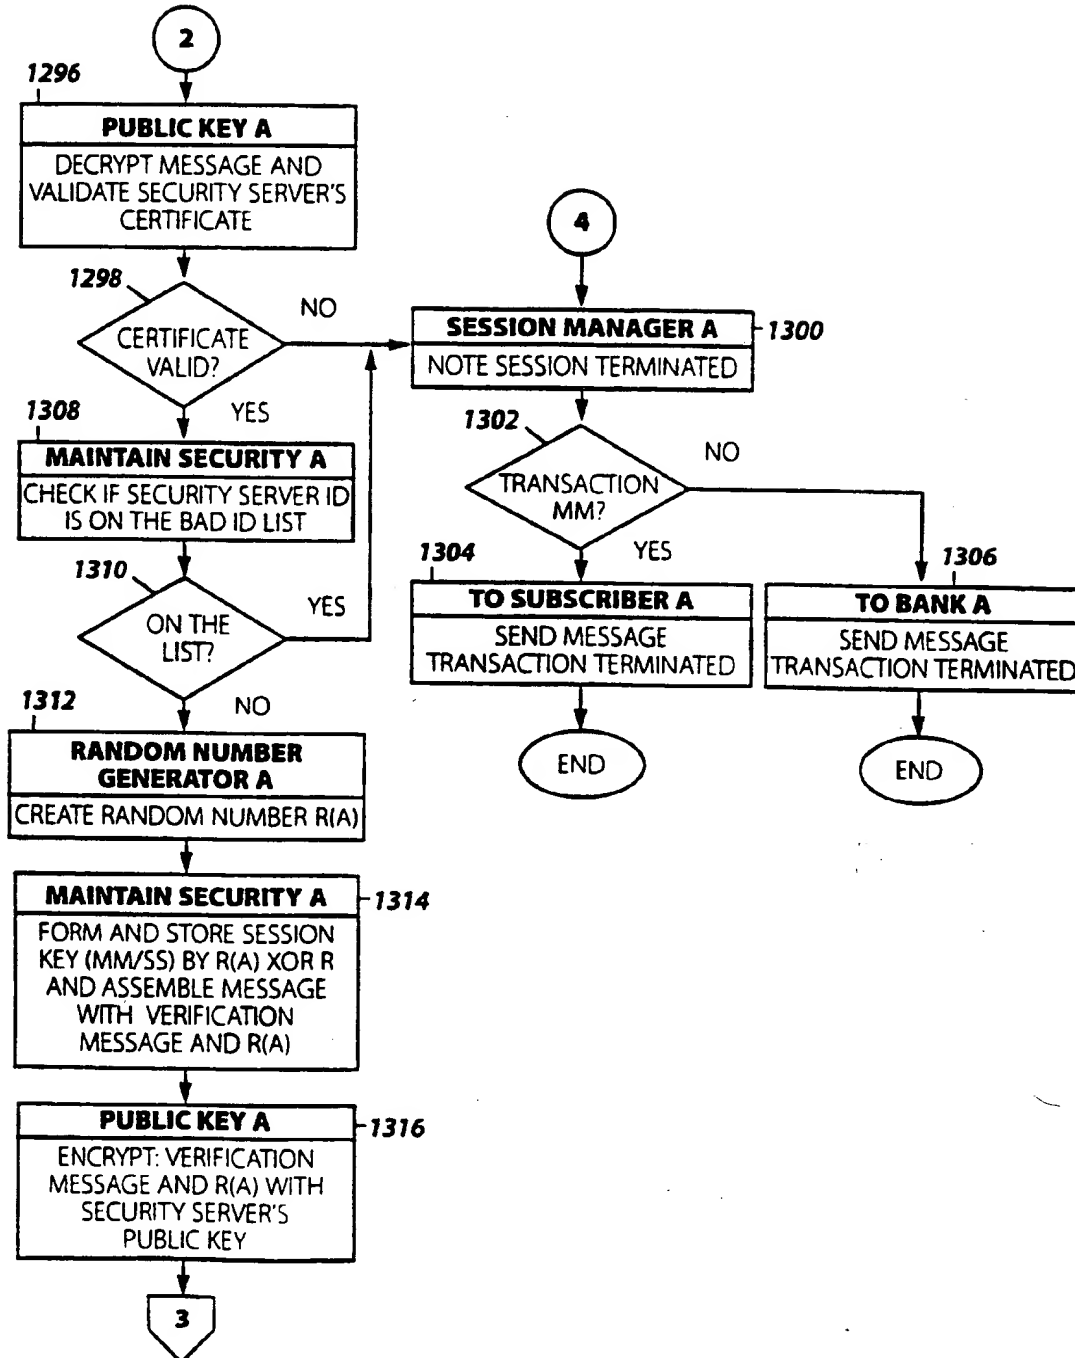 2
1296
PUBLIC KEY A
DECRYPT MESSAGE AND
VALIDATE SECURITY SERVER'S
CERTIFICATE
1298
CERTIFICATE
VALID?
NO
YES
1308
MAINTAIN SECURITY A
CHECK IF SECURITY SERVER ID
IS ON THE BAD ID LIST
1310
ON THE
LIST?
YES
NO
1312
RANDOM NUMBER
GENERATOR A
CREATE RANDOM NUMBER R(A)
MAINTAIN SECURITY A
1314
FORM AND STORE SESSION
KEY (MM/SS) BY R(A) XOR R
AND ASSEMBLE MESSAGE
WITH VERIFICATION
MESSAGE AND R(A)
PUBLIC KEY A
1316
ENCRYPT: VERIFICATION
MESSAGE AND R(A) WITH
SECURITY SERVER'S
PUBLIC KEY
3
4
SESSION MANAGER A
1300
NOTE SESSION TERMINATED
1302
TRANSACTION
MM?
NO
YES
1304
TO SUBSCRIBER A
SEND MESSAGE
TRANSACTION TERMINATED
END
1306
TO BANK A
SEND MESSAGE
TRANSACTION TERMINATED
END